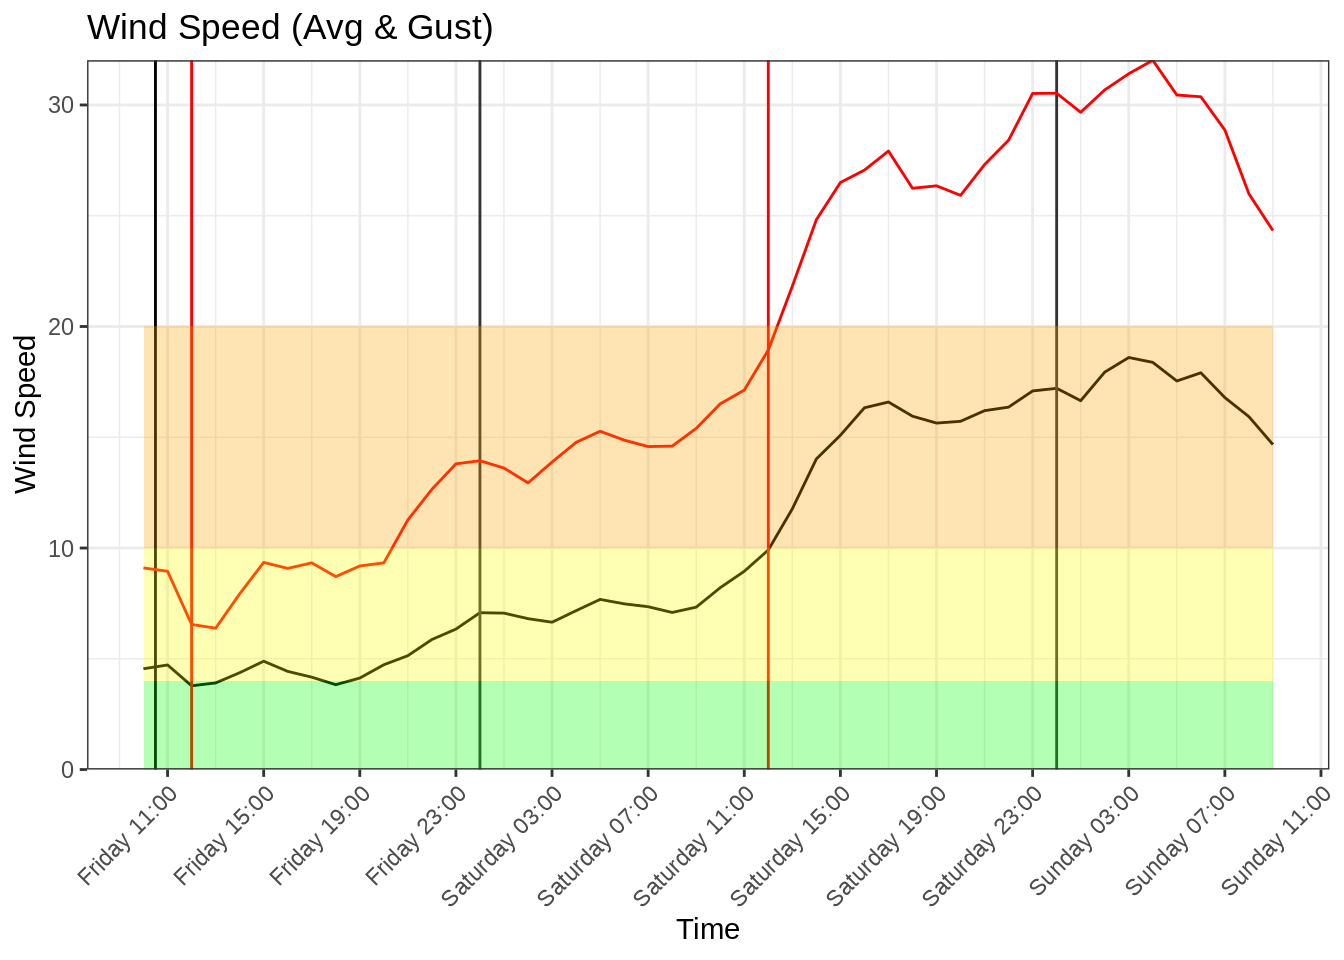 Wind Speed (Avg & Gust)
30
20
10
0
Wind Speed
Friday 11:00
Friday 15:00
Friday 19:00
Friday 23:00
Saturday 03:00
Saturday 07:00
Saturday 11:00
Saturday 15:00
Saturday 19:00
Saturday 23:00
Sunday 03:00
Sunday 07:00
Sunday 11:00
Time